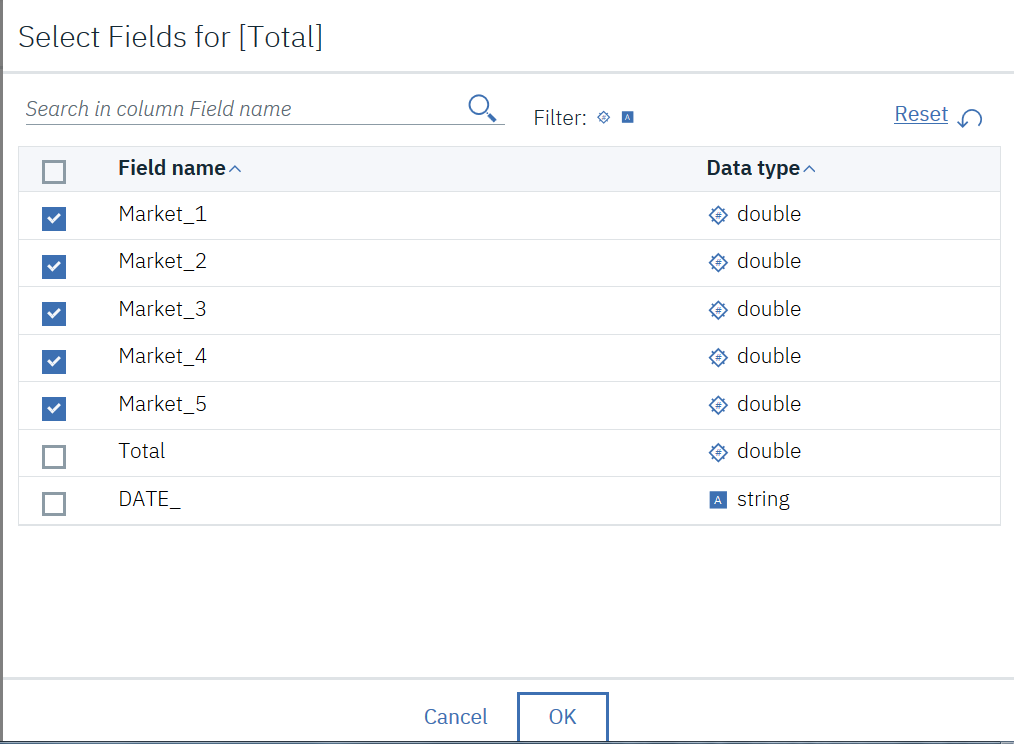 Select Fields for [Total]
Search in column Field name
Filter: # A
Reset
Field name Data type
Market_1 # double
Market_2 # double
Market_3 # double
Market_4 # double
Market_5 # double
Total # double
DATE_ A string
Cancel OK